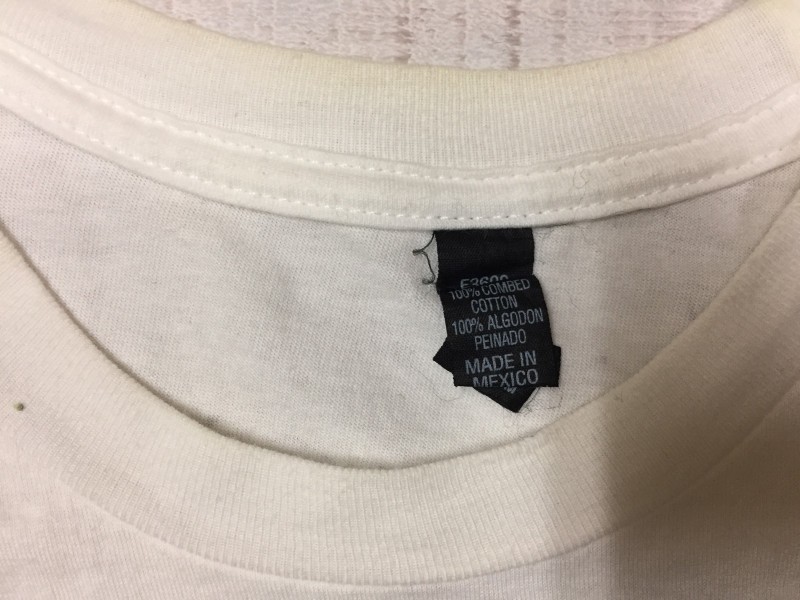 100% COMBED
COTTON
100% ALGODON
PEINADO
MADE IN
MEXICO